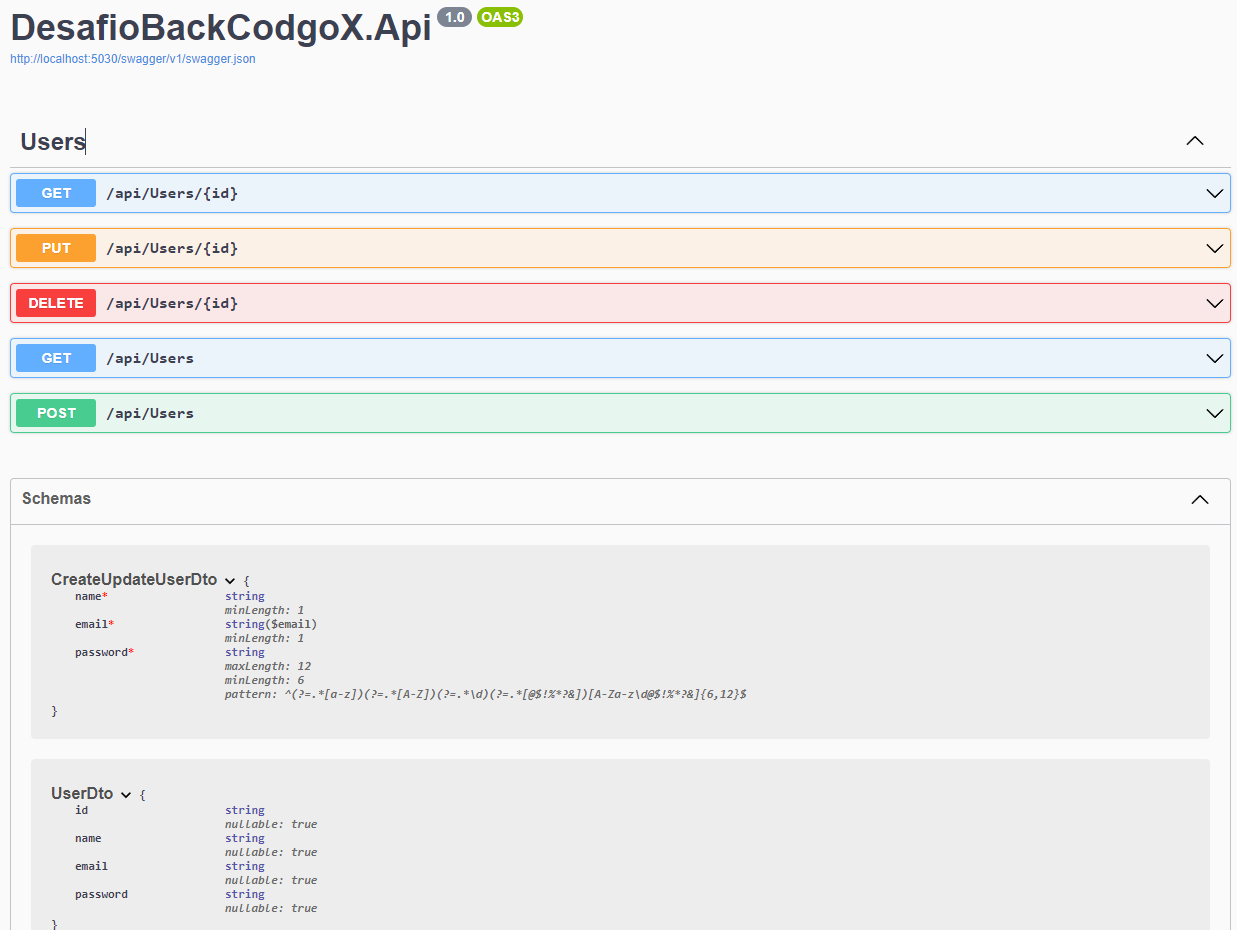 DesafioBackCodgoX.Api 1.0 OAS3
http://localhost:5030/swagger/v1/swagger.json
Users
GET /api/Users/{id}
PUT /api/Users/{id}
DELETE /api/Users/{id}
GET /api/Users
POST /api/Users
Schemas
CreateUpdateUserDto {
name* string
minLength: 1
email* string($email)
minLength: 1
password* string
maxLength: 12
minLength: 6
pattern: ^(?=.*[a-z])(?=.*[A-Z])(?=.*\d)(?=.*[@$!%*?&])[A-Za-z\d@$!%*?&]{6,12}$
}
UserDto {
id string
nullable: true
name string
nullable: true
email string
nullable: true
password string
nullable: true
}